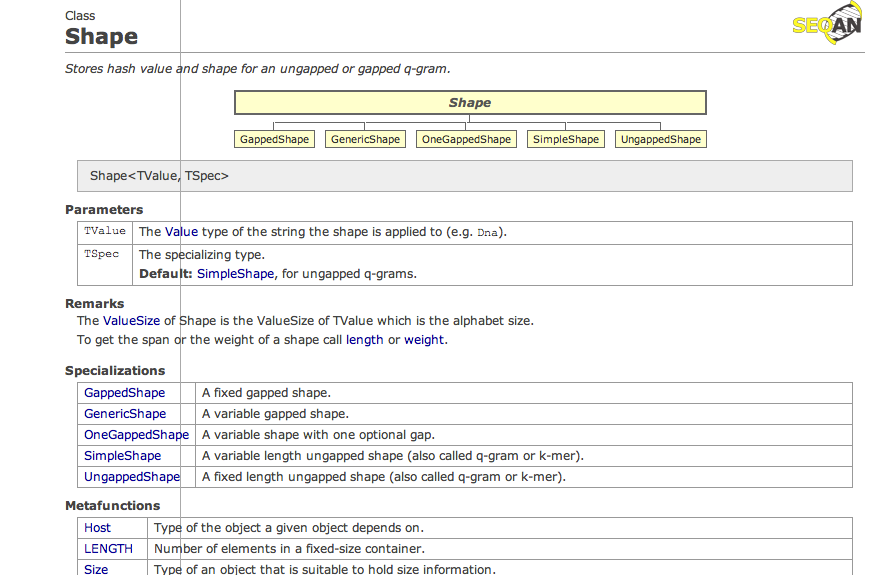 Class
Shape
SEQAN
Stores hash value and shape for an ungapped or gapped q-gram.
Shape
GappedShape GenericShape OneGappedShape SimpleShape UngappedShape
Shape<TValue, TSpec>
Parameters
TValue The Value type of the string the shape is applied to (e.g. Dna).
TSpec The specializing type.
Default: SimpleShape, for ungapped q-grams.
Remarks
The ValueSize of Shape is the ValueSize of TValue which is the alphabet size.
To get the span or the weight of a shape call length or weight.
Specializations
GappedShape A fixed gapped shape.
GenericShape A variable gapped shape.
OneGappedShape A variable shape with one optional gap.
SimpleShape A variable length ungapped shape (also called q-gram or k-mer).
UngappedShape A fixed length ungapped shape (also called q-gram or k-mer).
Metafunctions
Host Type of the object a given object depends on.
LENGTH Number of elements in a fixed-size container.
Size Type of an object that is suitable to hold size information.